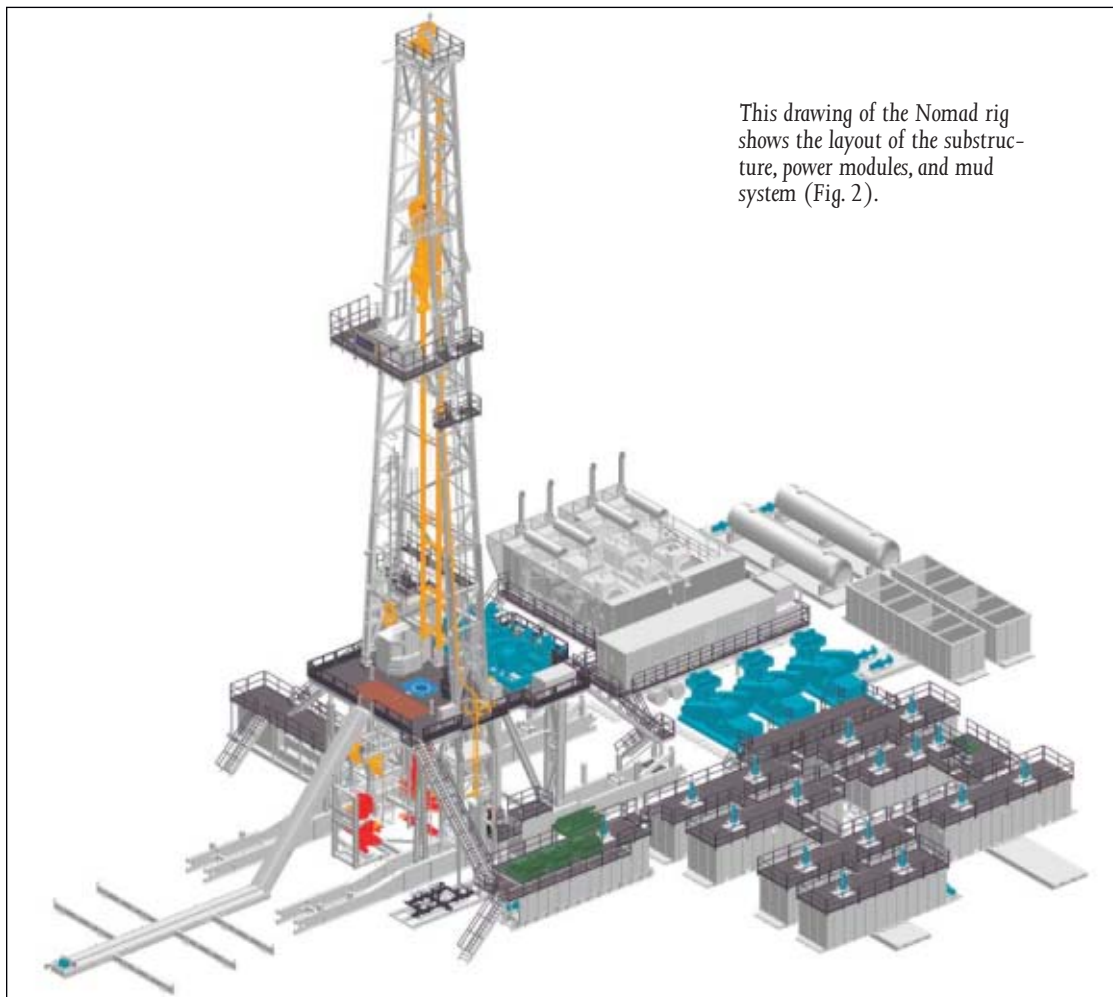 This drawing of the Nomad rig
shows the layout of the substruc-
ture, power modules, and mud
system (Fig. 2).